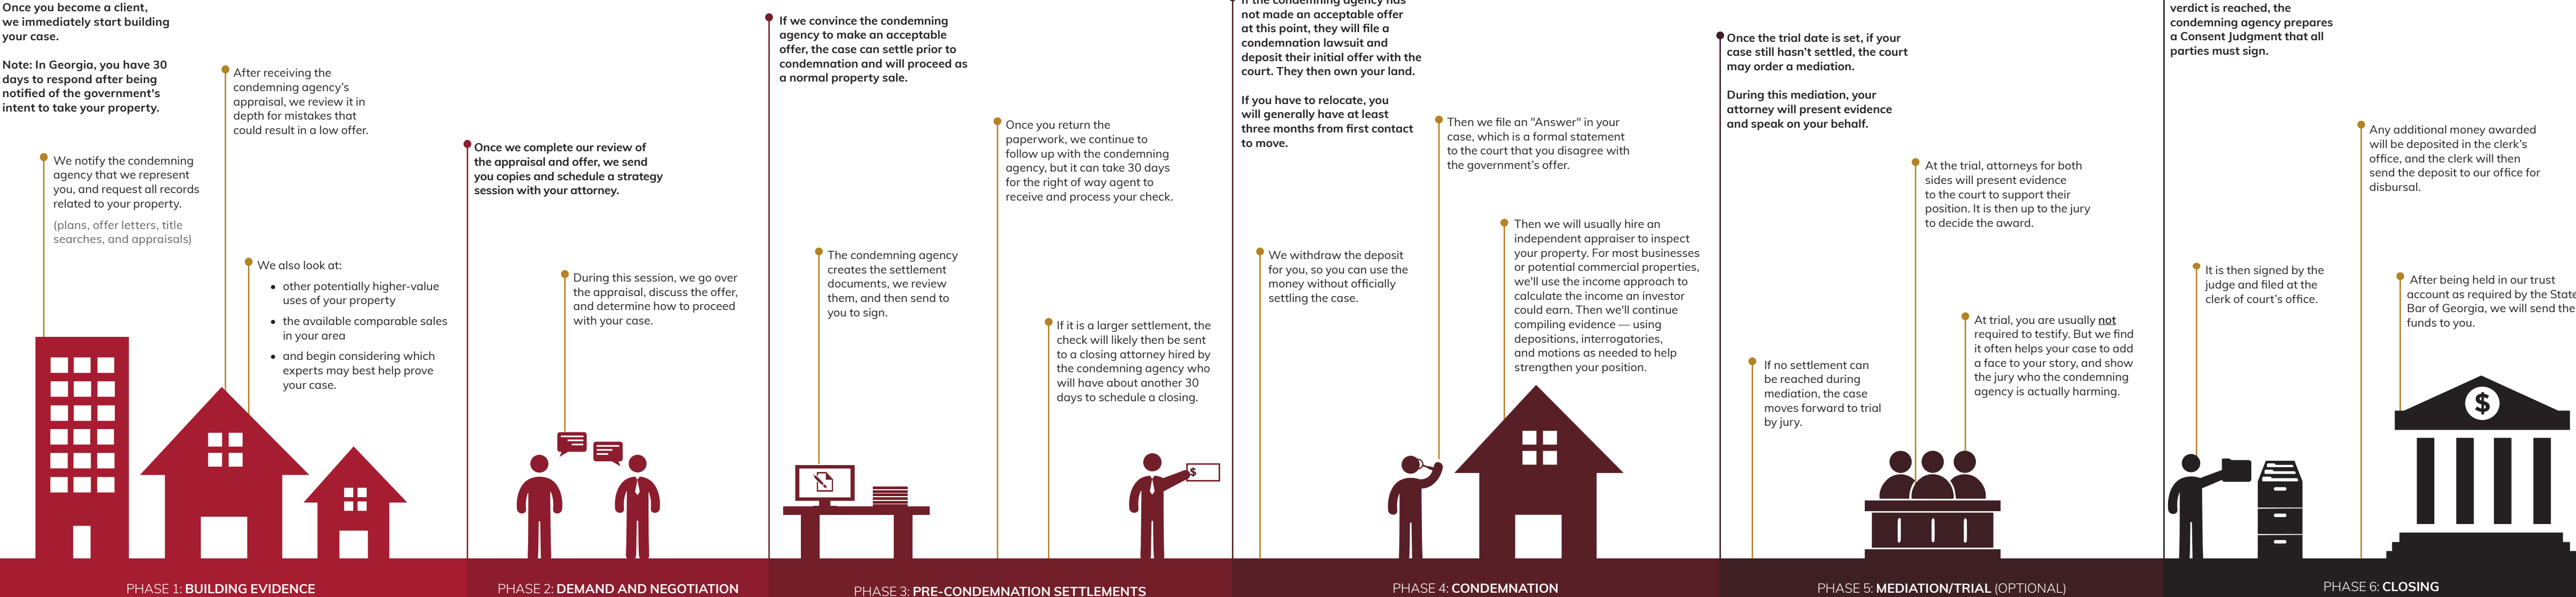 Once you become a client,
we immediately start building
your case.
Note: In Georgia, you have 30
days to respond after being
notified of the government's
intent to take your property.
We notify the condemning
agency that we represent
you, and request all records
related to your property.
(plans, offer letters, title
searches, and appraisals)
After receiving the
condemning agency's
appraisal, we review it in
depth for mistakes that
could result in a low offer.
We also look at:
• other potentially higher-value
uses of your property
• the available comparable sales
in your area
• and begin considering which
experts may best help prove
your case.
PHASE 1: BUILDING EVIDENCE
Once we complete our review of
the appraisal and offer, we send
you copies and schedule a strategy
session with your attorney.
During this session, we go over
the appraisal, discuss the offer,
and determine how to proceed
with your case.
PHASE 2: DEMAND AND NEGOTIATION
If we convince the condemning
agency to make an acceptable
offer, the case can settle prior to
condemnation and will proceed as
a normal property sale.
The condemning agency
creates the settlement
documents, we review
them, and then send to
you to sign.
Once you return the
paperwork, we continue to
follow up with the condemning
agency, but it can take 30 days
for the right of way agent to
receive and process your check.
If it is a larger settlement, the
check will likely then be sent
to a closing attorney hired by
the condemning agency who
will have about another 30
days to schedule a closing.
$
PHASE 3: PRE-CONDEMNATION SETTLEMENTS
If the condemning agency has
not made an acceptable offer
at this point, they will file a
condemnation lawsuit and
deposit their initial offer with the
court. They then own your land.
If you have to relocate, you
will generally have at least
three months from first contact
to move.
We withdraw the deposit
for you, so you can use the
money without officially
settling the case.
Then we file an "Answer" in your
case, which is a formal statement
to the court that you disagree with
the government's offer.
Then we will usually hire an
independent appraiser to inspect
your property. For most businesses
or potential commercial properties,
we'll use the income approach to
calculate the income an investor
could earn. Then we'll continue
compiling evidence — using
depositions, interrogatories,
and motions as needed to help
strengthen your position.
PHASE 4: CONDEMNATION
Once the trial date is set, if your
case still hasn't settled, the court
may order a mediation.
During this mediation, your
attorney will present evidence
and speak on your behalf.
If no settlement can
be reached during
mediation, the case
moves forward to trial
by jury.
At the trial, attorneys for both
sides will present evidence
to the court to support their
position. It is then up to the jury
to decide the award.
At trial, you are usually not
required to testify. But we find
it often helps your case to add
a face to your story, and show
the jury who the condemning
agency is actually harming.
PHASE 5: MEDIATION/TRIAL (OPTIONAL)
verdict is reached, the
condemning agency prepares
a Consent Judgment that all
parties must sign.
It is then signed by the
judge and filed at the
clerk of court's office.
Any additional money awarded
will be deposited in the clerk's
office, and the clerk will then
send the deposit to our office for
disbursal.
After being held in our trust
account as required by the State
Bar of Georgia, we will send the
funds to you.
$
PHASE 6: CLOSING